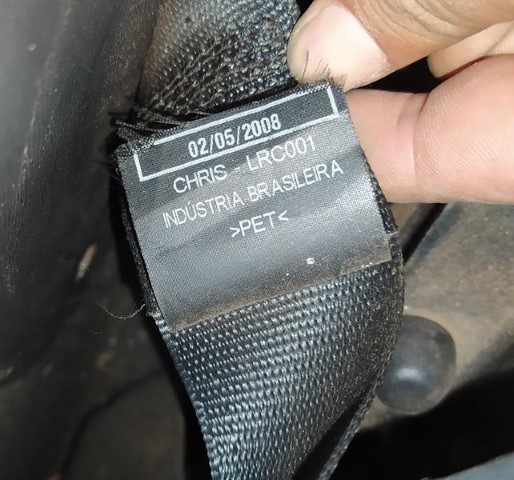 02/05/2008
CHRIS - LRC001
INDÚSTRIA BRASILEIRA
>PET<